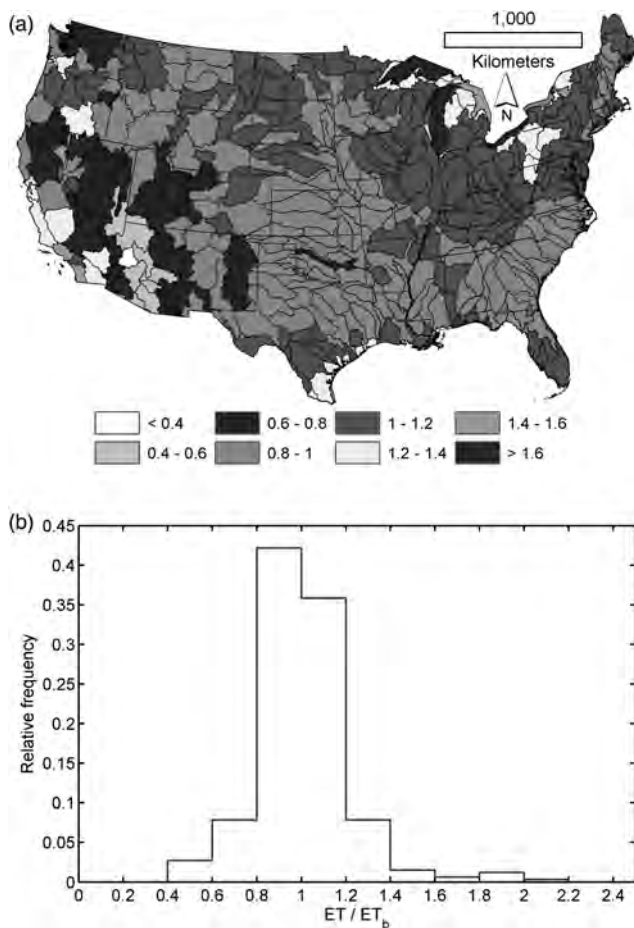 (a)
1,000
Kilometers
N
< 0.4 0.6 - 0.8 1 - 1.2 1.4 - 1.6
0.4 - 0.6 0.8 - 1 1.2 - 1.4 > 1.6
(b)
0.45
0.4
0.35
0.3
0.25
0.2
0.15
0.1
0.05
0
Relative frequency
0 0.2 0.4 0.6 0.8 1 1.2 1.4 1.6 1.8 2 2.2 2.4
ET / ET_b